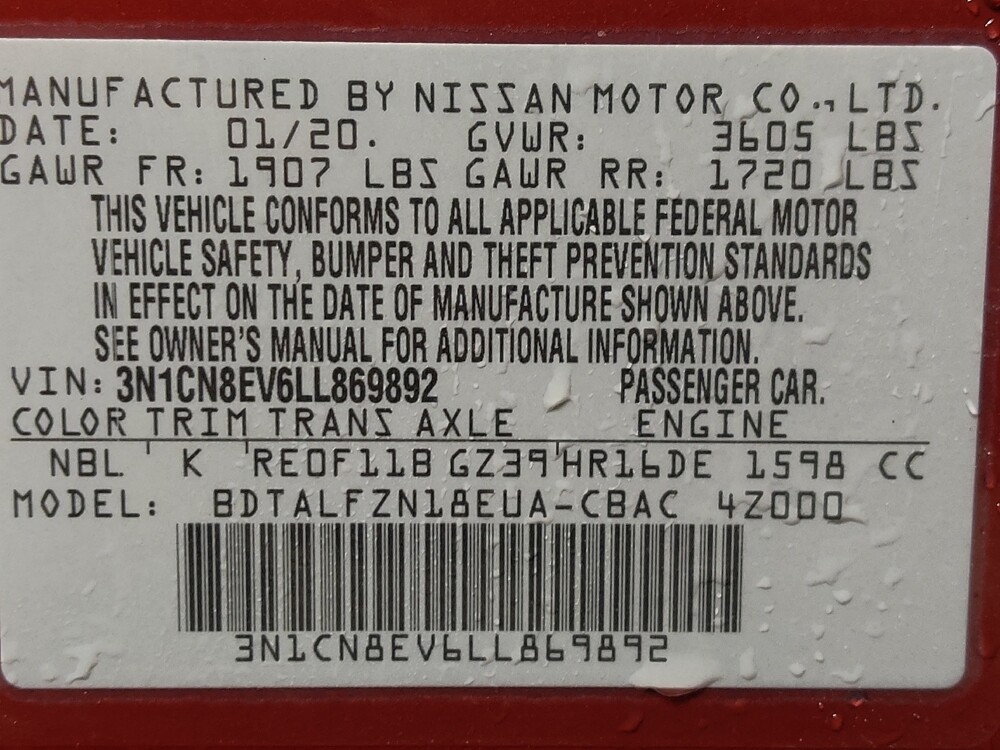 MANUFACTURED BY NISSAN MOTOR CO., LTD.
DATE: 01/20. GVWR: 3605 LBS
GAWR FR: 1907 LBS GAWR RR: 1720 LBS
THIS VEHICLE CONFORMS TO ALL APPLICABLE FEDERAL MOTOR
VEHICLE SAFETY, BUMPER AND THEFT PREVENTION STANDARDS
IN EFFECT ON THE DATE OF MANUFACTURE SHOWN ABOVE.
SEE OWNER'S MANUAL FOR ADDITIONAL INFORMATION.
VIN: 3N1CN8EV6LL869892 PASSENGER CAR.
COLOR TRIM TRANS AXLE ENGINE
NBL K RE0F11B GZ39 HR16DE 1598 CC
MODEL: BDTALFZN18EUA-CBAC 4Z000
3N1CN8EV6LL869892